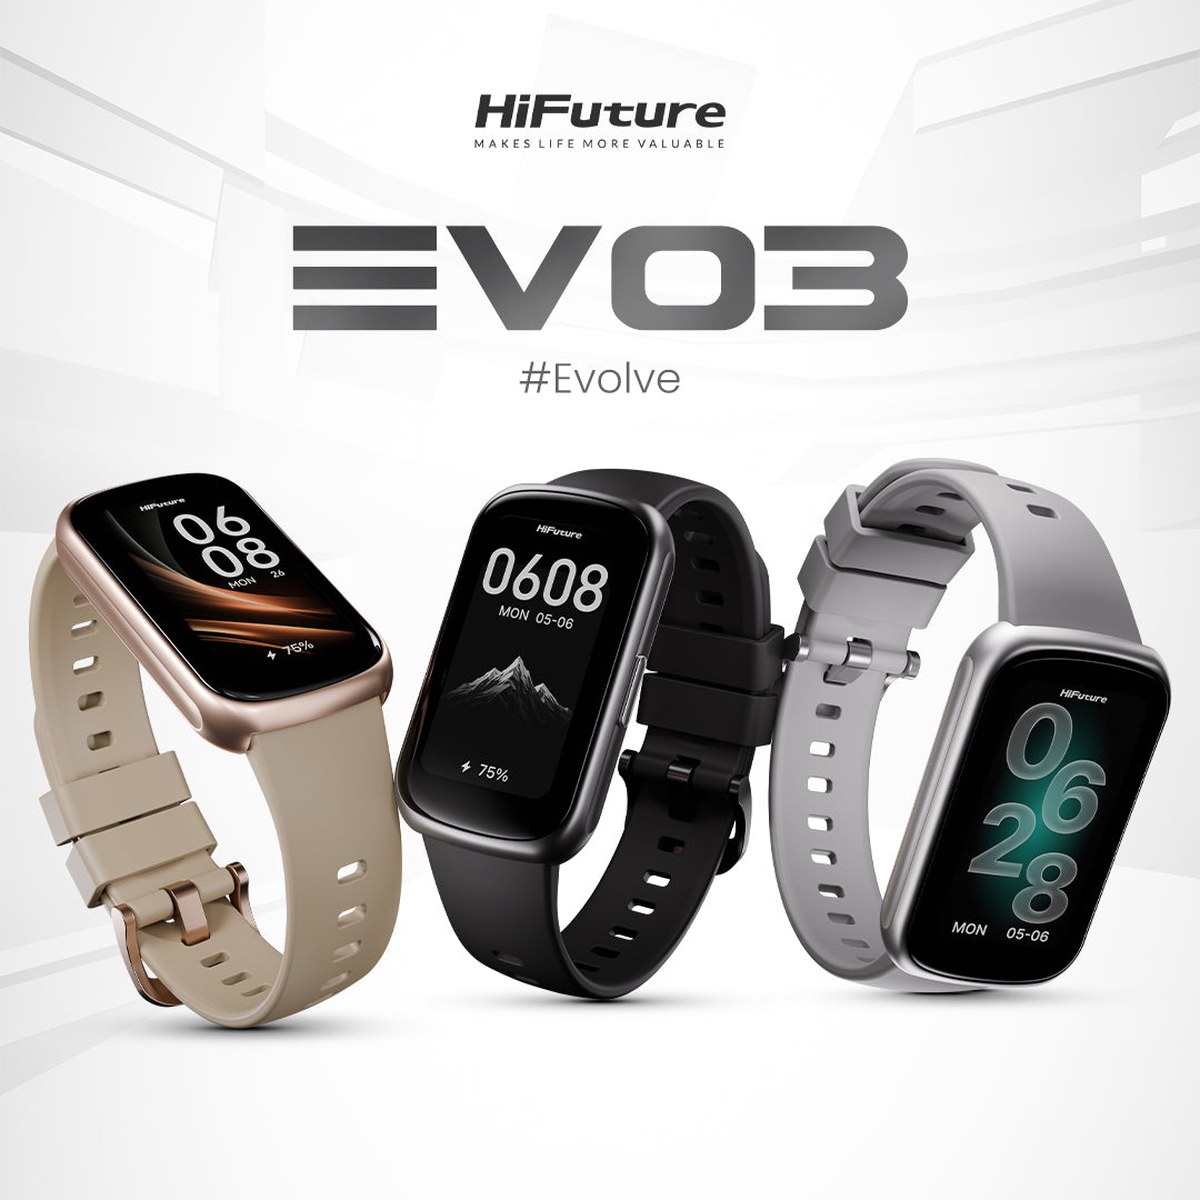 HiFuture
MAKES LIFE MORE VALUABLE
EVO3
#Evolve
HiFuture
06
08
MON 26
75%
HiFuture
0608
MON 05-06
75%
HiFuture
06
28
MON 05-06